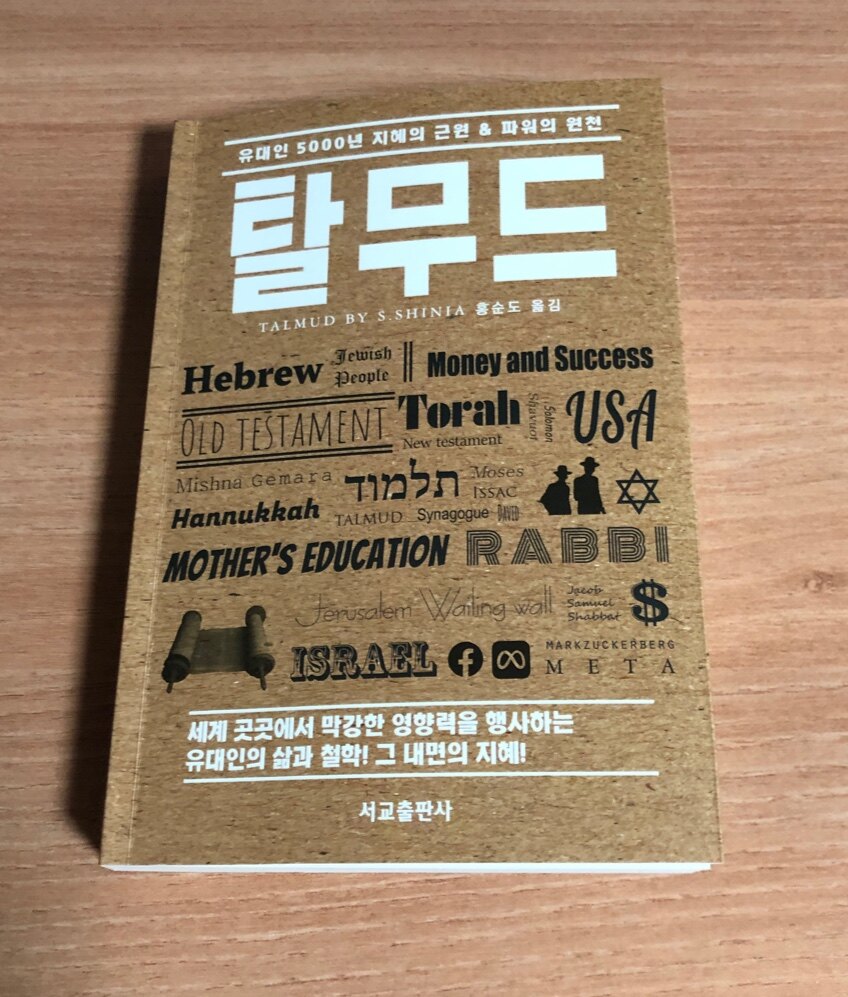 유대인 5000년 지혜의 근원 & 파워의 원천
탈무드
TALMUD BY S.SHINIA 홍순도 옮김
Hebrew Jewish People Money and Success
OLD TESTAMENT Torah New testament Shavuot Solomon USA
Mishna Gemara תלמוד Moses
ISSAC
Hannukkah TALMUD Synagogue DAVID
MOTHER'S EDUCATION RABBI
Jerusalem Wailing wall Jacob Samuel Shabbat $
ISRAEL f MARKZUCKERBERG
META
세계 곳곳에서 막강한 영향력을 행사하는
유대인의 삶과 철학! 그 내면의 지혜!
서교출판사